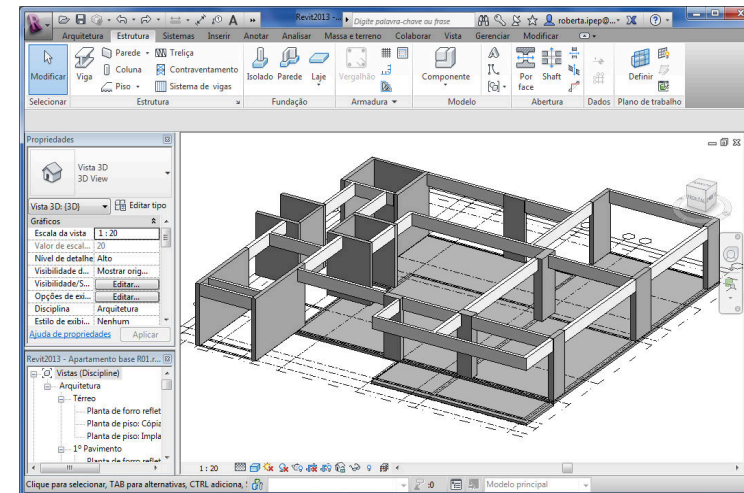 Revit2013 - ...
Digite palavra-chave ou frase
roberta.ipep@...
Arquitetura Estrutura Sistemas Inserir Anotar Analisar Massa e terreno Colaborar Vista Gerenciar Modificar
Modificar
Viga
Parede
Coluna
Piso
Treliça
Contraventamento
Sistema de vigas
Isolado Parede Laje
Vergalhão
Componente
Por face
Shaft
Definir
Selecionar Estrutura Fundação Armadura Modelo Abertura Dados Plano de trabalho
Propriedades
Vista 3D
3D View
Vista 3D: {3D} Editar tipo
Gráficos
Escala da vista 1 : 20
Valor de escal... 20
Nível de detalhe Alto
Visibilidade d... Mostrar orig...
Visibilidade/S... Editar...
Opções de exi... Editar...
Disciplina Arquitetura
Estilo de exibi... Nenhum
Ajuda de propriedades Aplicar
Revit2013 - Apartamento base R01.r...
Vistas (Discipline)
Arquitetura
Térreo
Planta de forro reflet
Planta de piso: Cópia
Planta de piso: Impla
1º Pavimento
Planta de forro reflet
1 : 20
Clique para selecionar, TAB para alternativas, CTRL adiciona, :0 Modelo principal